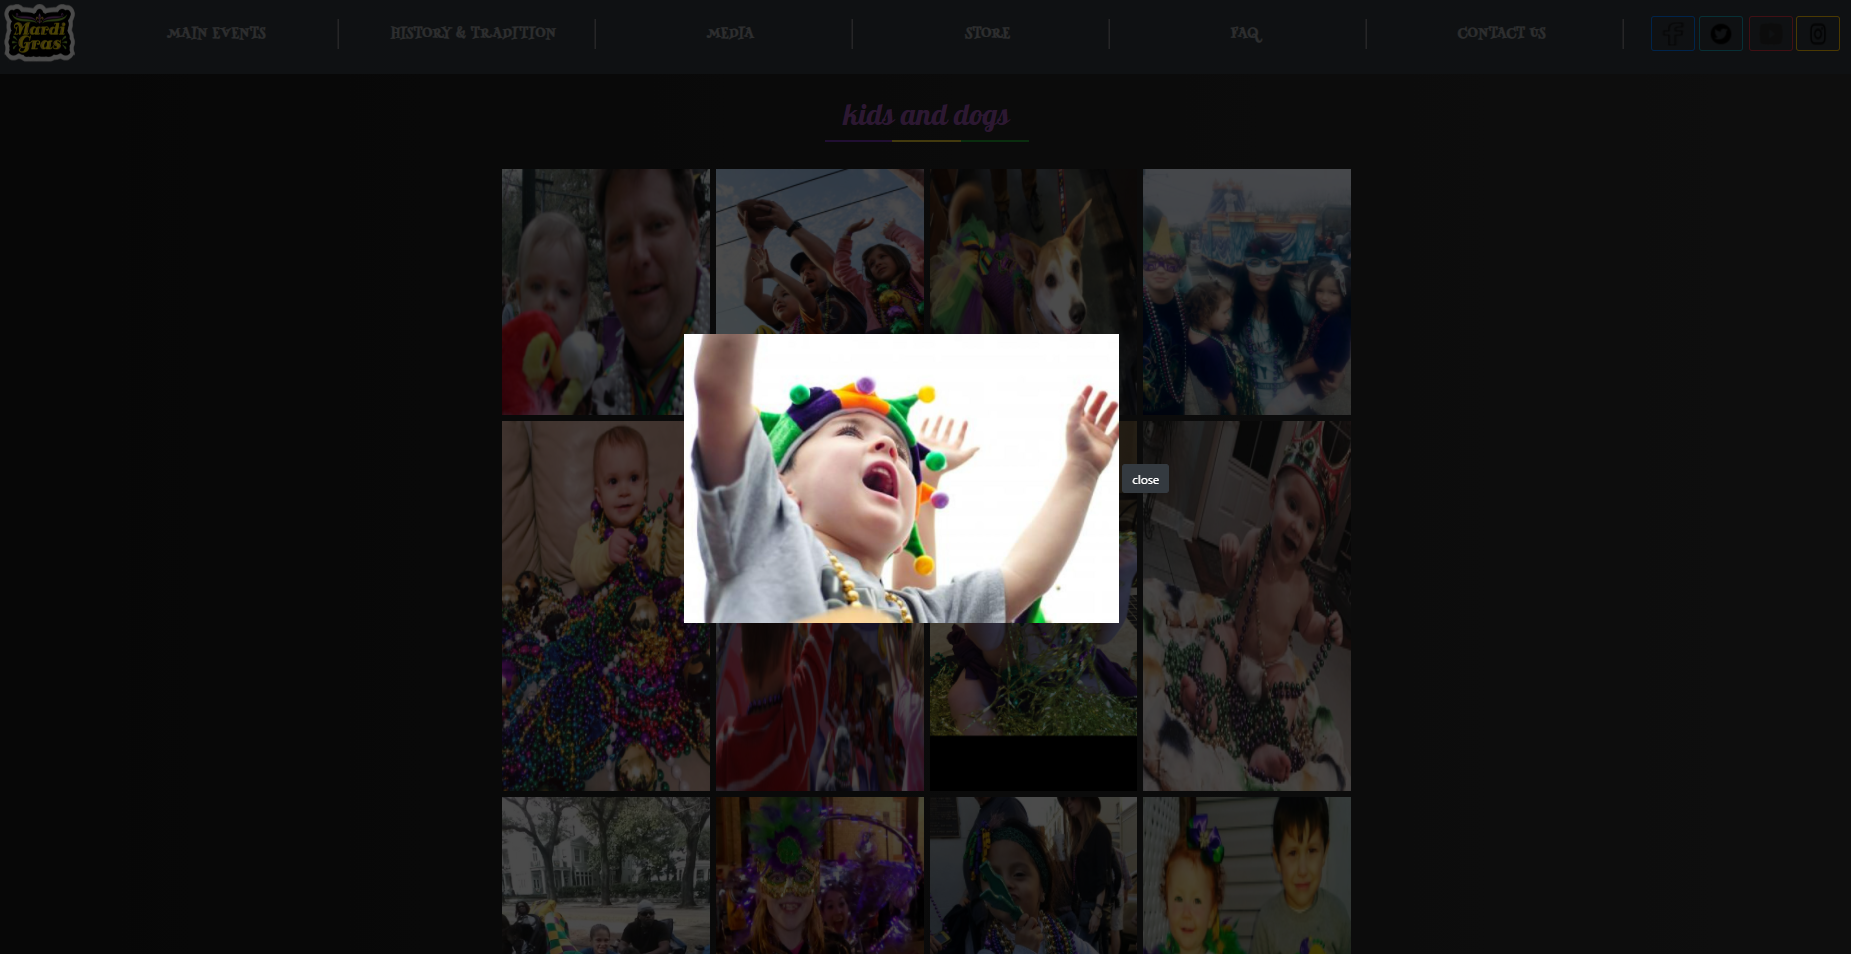 Mardi
Gras
MAIN EVENTS
HISTORY & TRADITION
MEDIA
STORE
FAQ
CONTACT US
kids and dogs
close